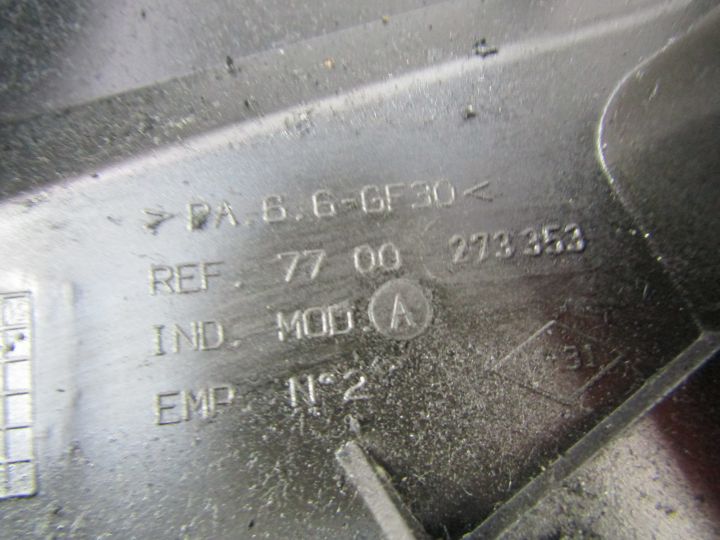 >PA.6.6-GF30<
REF. 77 00 273 353
IND. MOD. A
EMP. N°2